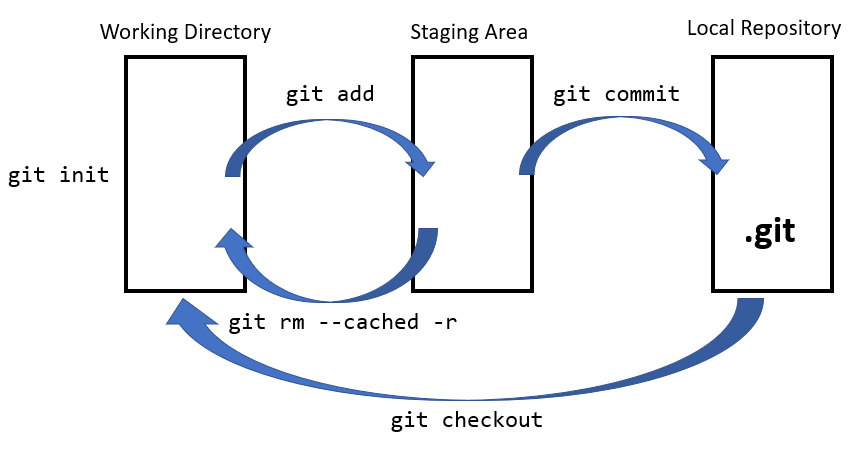 Working Directory
Staging Area
Local Repository
git add
git commit
git init
.git
git rm --cached -r
git checkout